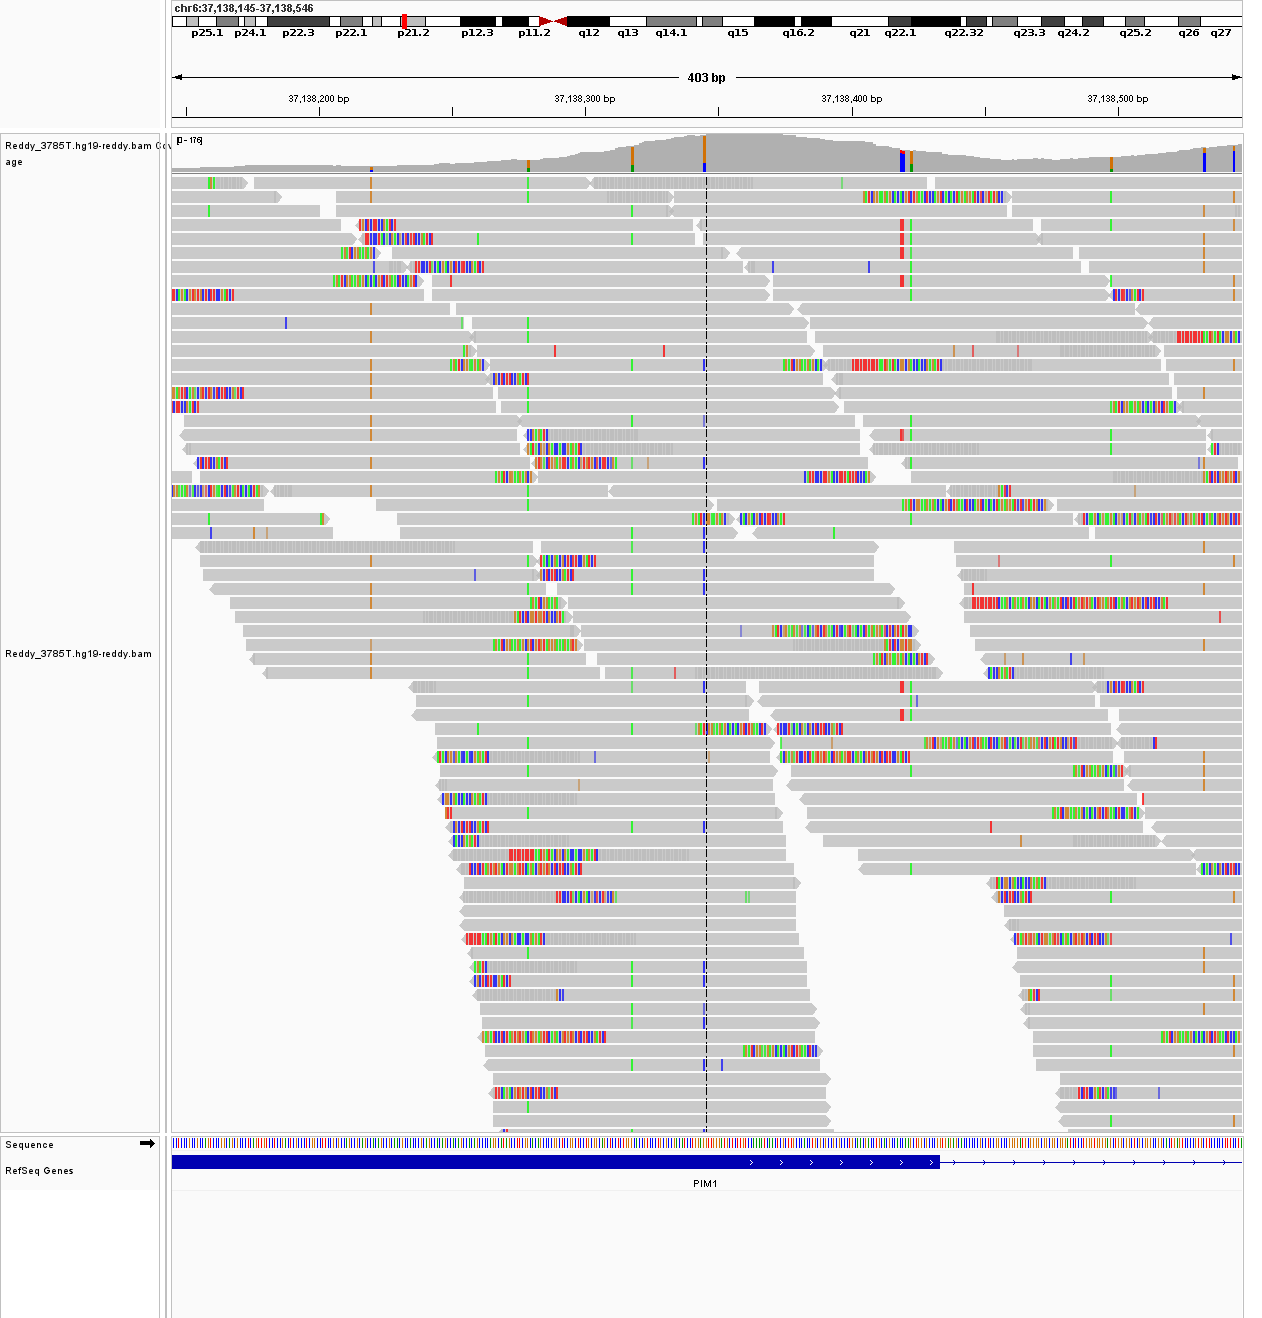 chr6:37,138,145-37,138,546
p25.1 p24.1 p22.3 p22.1 p21.2 p12.3 p11.2 q12 q13 q14.1 q15 q16.2 q21 q22.1 q22.32 q23.3 q24.2 q25.2 q26 q27
403 bp
37,138,200 bp 37,138,300 bp 37,138,400 bp 37,138,500 bp
[0 - 176]
Reddy_3785T.hg19-reddy.bam Cov
age
Reddy_3785T.hg19-reddy.bam
Sequence
RefSeq Genes
PIM1